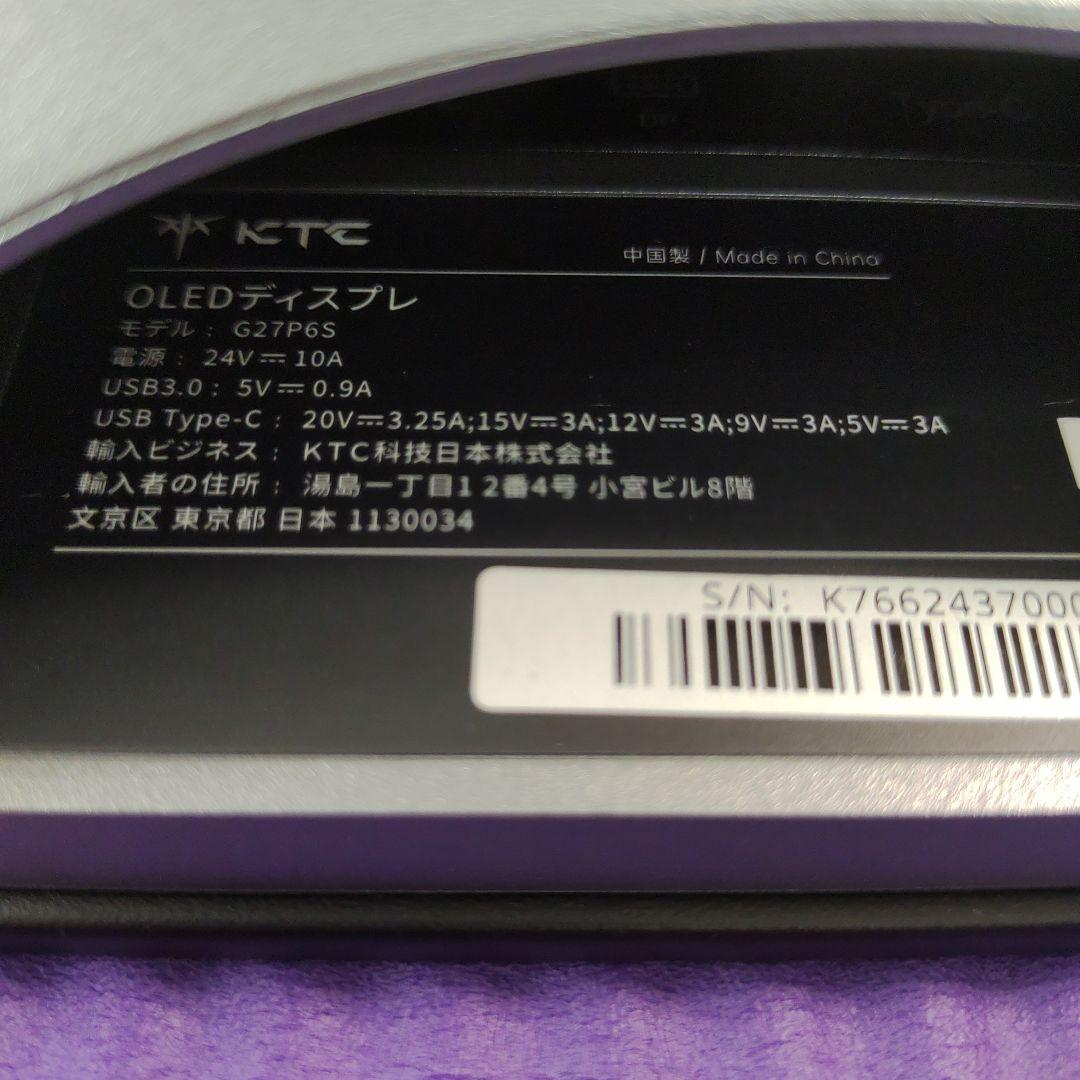 KTC
中国製 / Made in China
OLEDディスプレ
モデル : G27P6S
電源 : 24V⎓10A
USB3.0 : 5V⎓0.9A
USB Type-C : 20V⎓3.25A;15V⎓3A;12V⎓3A;9V⎓3A;5V⎓3A
輸入ビジネス : KTC科技日本株式会社
輸入者の住所 : 湯島一丁目1 2番4号 小宮ビル8階
文京区 東京都 日本 1130034
S/N: K7662437000